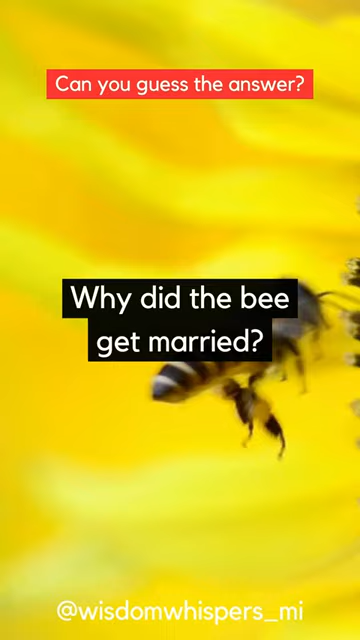 Can you guess the answer?
Why did the bee
get married?
@wisdomwhispers_mi